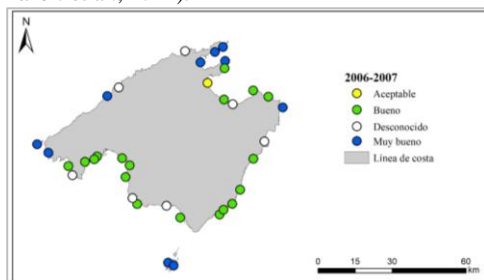 N
2006-2007
Aceptable
Bueno
Desconocido
Muy bueno
Línea de costa
0 15 30 60
km